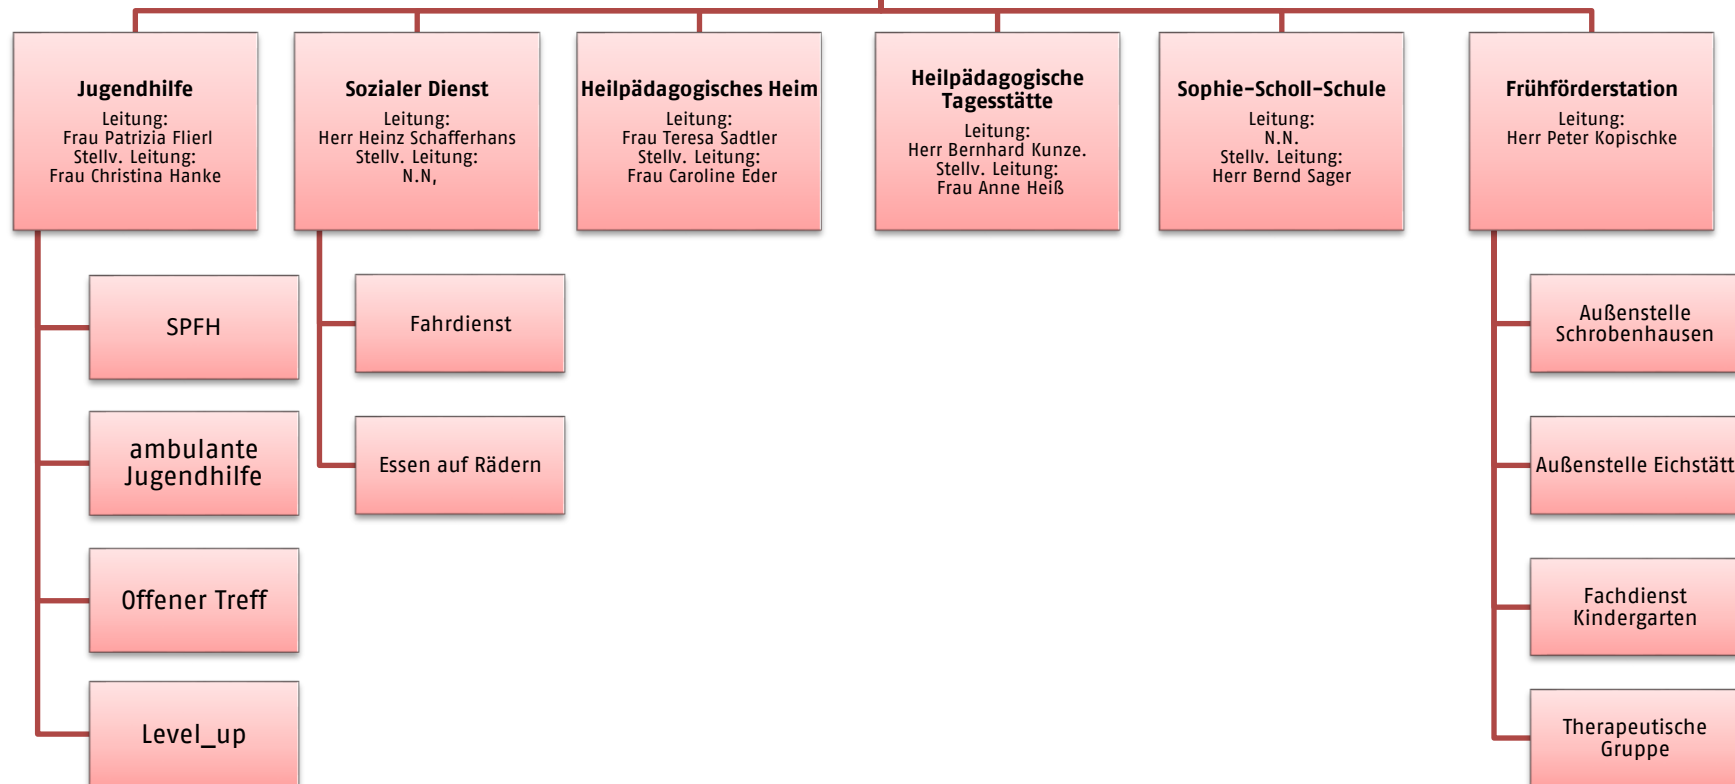 Jugendhilfe
Leitung:
Frau Patrizia Flierl
Stellv. Leitung:
Frau Christina Hanke
Sozialer Dienst
Leitung:
Herr Heinz Schafferhans
Stellv. Leitung:
N.N,
Heilpädagogisches Heim
Leitung:
Frau Teresa Sadtler
Stellv. Leitung:
Frau Caroline Eder
Heilpädagogische
Tagesstätte
Leitung:
Herr Bernhard Kunze.
Stellv. Leitung:
Frau Anne Heiß
Sophie-Scholl-Schule
Leitung:
N.N.
Stellv. Leitung:
Herr Bernd Sager
Frühförderstation
Leitung:
Herr Peter Kopischke
SPFH
ambulante
Jugendhilfe
Offener Treff
Level_up
Fahrdienst
Essen auf Rädern
Außenstelle
Schrobenhausen
Außenstelle Eichstätt
Fachdienst
Kindergarten
Therapeutische
Gruppe